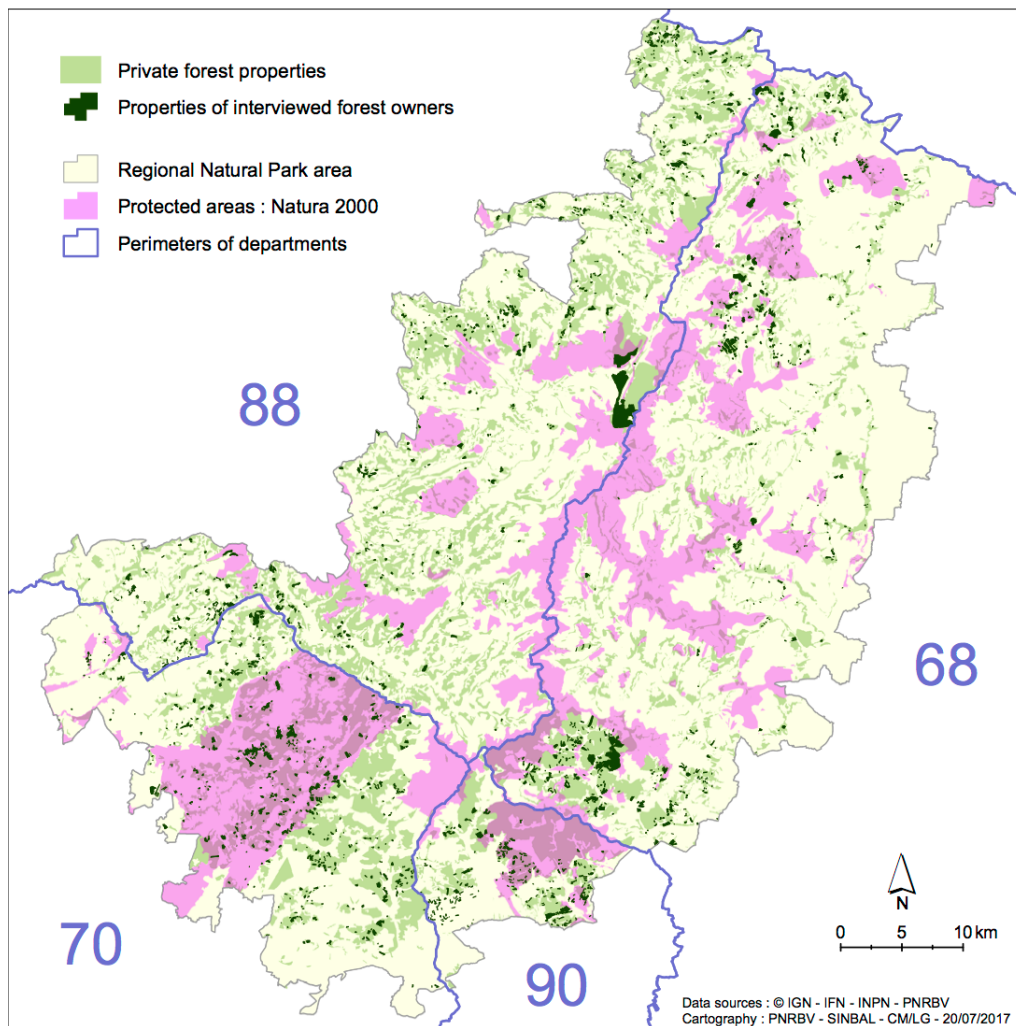 Private forest properties
Properties of interviewed forest owners
Regional Natural Park area
Protected areas : Natura 2000
Perimeters of departments
88
68
70
90
N
0 5 10 km
Data sources : © IGN - IFN - INPN - PNRBV
Cartography : PNRBV - SINBAL - CM/LG - 20/07/2017